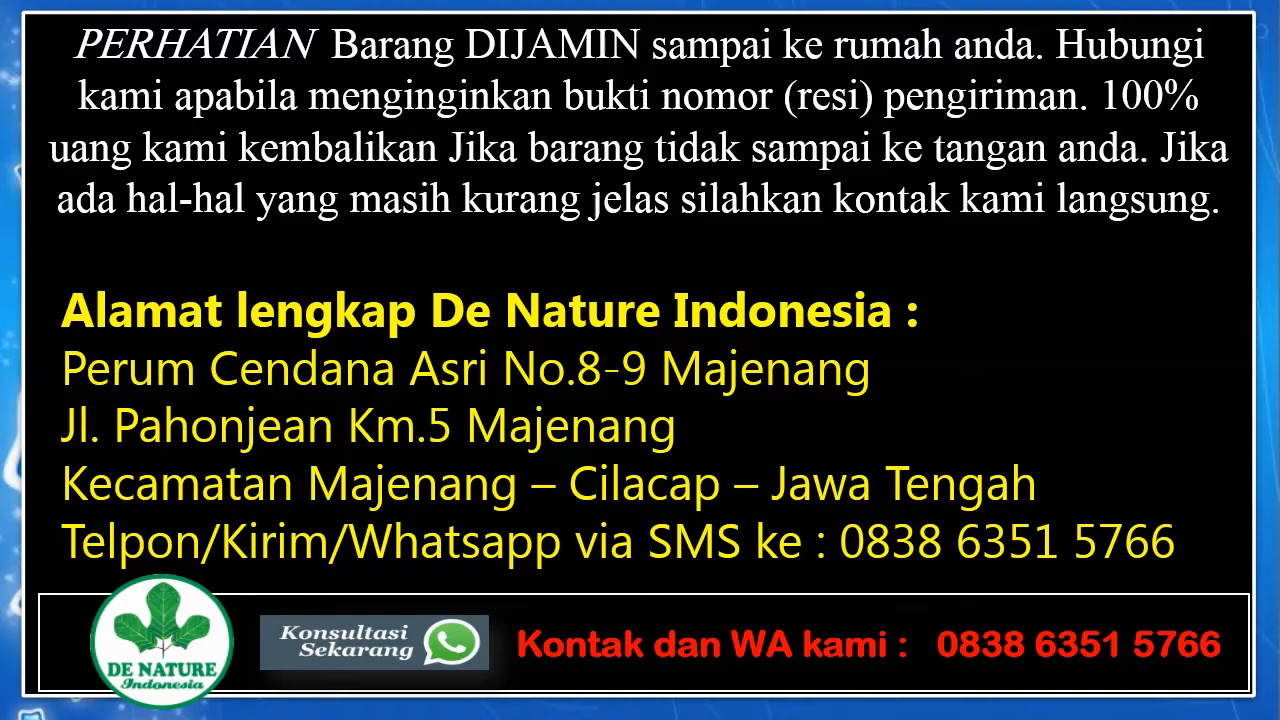 PERHATIAN Barang DIJAMIN sampai ke rumah anda. Hubungi
kami apabila menginginkan bukti nomor (resi) pengiriman. 100%
uang kami kembalikan Jika barang tidak sampai ke tangan anda. Jika
ada hal-hal yang masih kurang jelas silahkan kontak kami langsung.
Alamat lengkap De Nature Indonesia :
Perum Cendana Asri No.8-9 Majenang
Jl. Pahonjean Km.5 Majenang
Kecamatan Majenang – Cilacap – Jawa Tengah
Telpon/Kirim/Whatsapp via SMS ke : 0838 6351 5766
DE NATURE
Indonesia
Konsultasi
Sekarang
Kontak dan WA kami : 0838 6351 5766